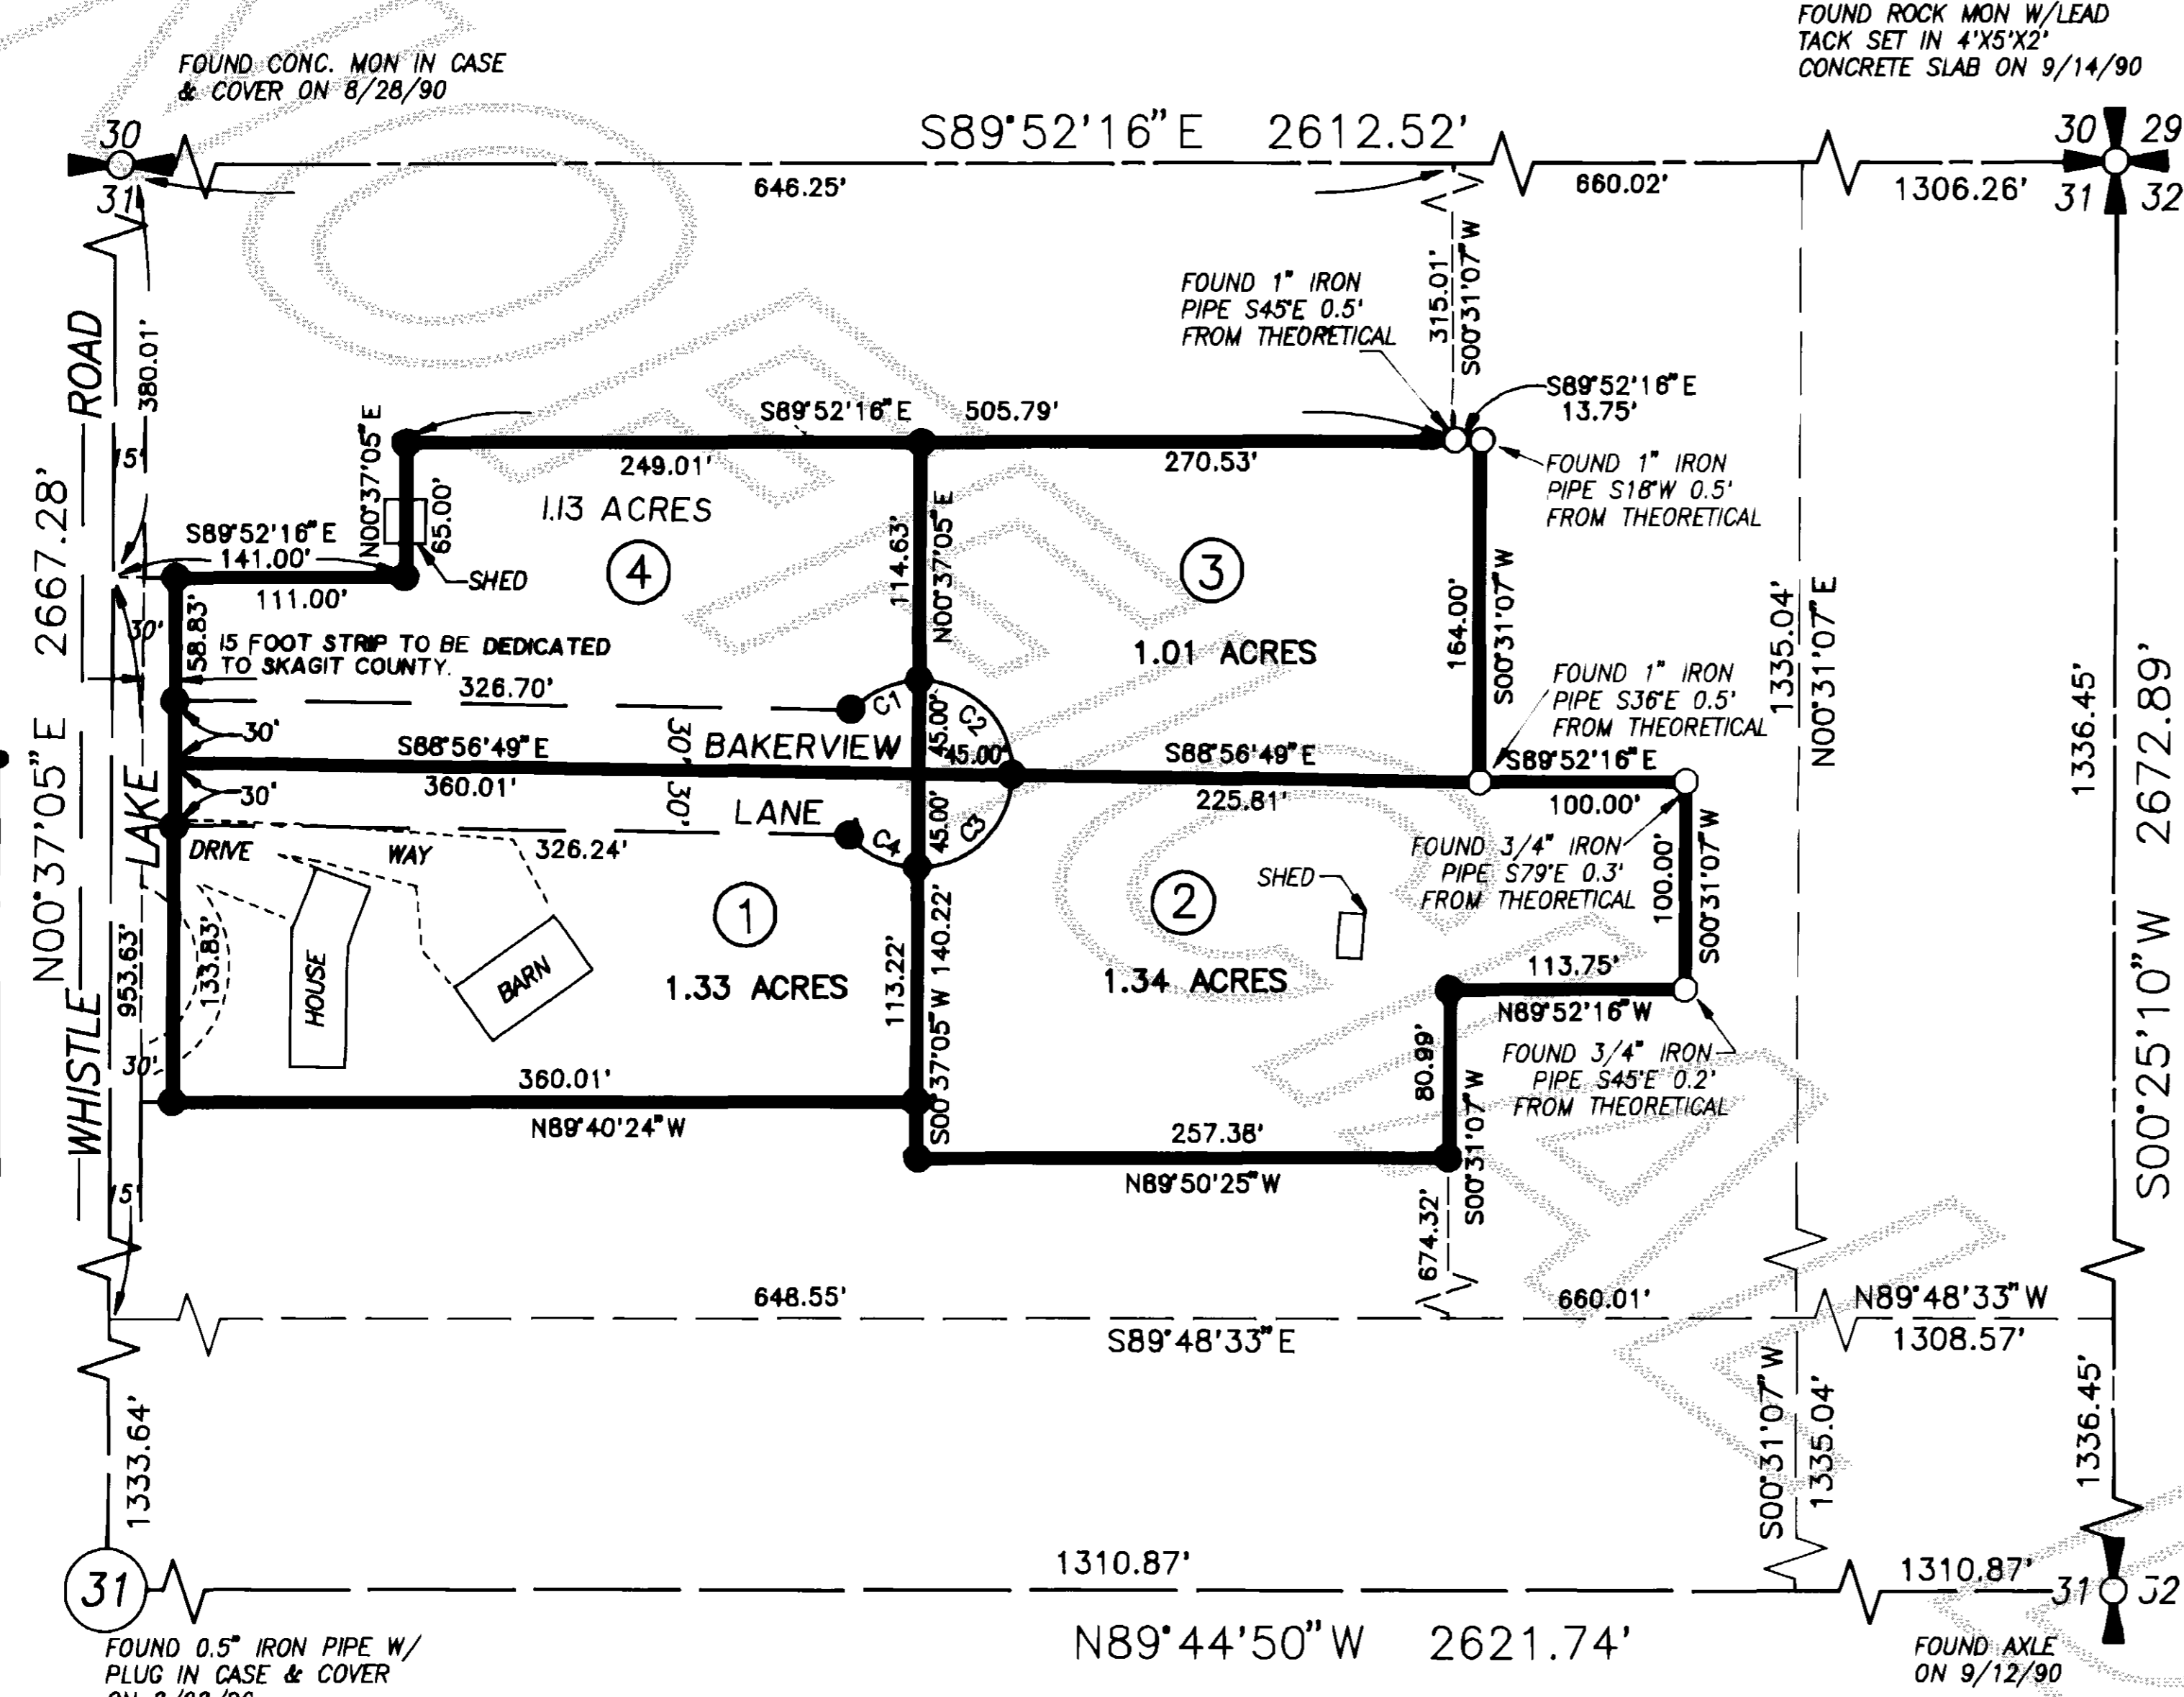 FOUND ROCK MON W/LEAD
TACK SET IN 4'X5'X2'
CONCRETE SLAB ON 9/14/90
FOUND CONC. MON IN CASE
& COVER ON 8/28/90
S89°52'16"E 2612.52'
30
31
30 29
31 32
646.25'
660.02'
1306.26'
315.01'
S00°31'07"W
FOUND 1" IRON
PIPE S45°E 0.5'
FROM THEORETICAL
ROAD
380.01'
15'
S89°52'16"E
13.75'
S89°52'16"E 505.79'
249.01'
270.53'
N00°37'05"E
65.00'
1.13 ACRES
FOUND 1" IRON
PIPE S18°W 0.5'
FROM THEORETICAL
S89°52'16"E
141.00'
111.00'
SHED
4
3
114.63'
N00°37'05"E
30'
58.83'
15 FOOT STRIP TO BE DEDICATED
TO SKAGIT COUNTY.
1.01 ACRES
164.00'
S00°31'07"W
1335.04'
N00°31'07"E
FOUND 1" IRON
PIPE S36°E 0.5'
FROM THEORETICAL
N00°37'05"E 2667.28'
326.70'
C1
C2
45.00'
45.00'
30'
30'
S88°56'49"E
360.01'
30' 30'
BAKERVIEW
LANE
S88°56'49"E
225.81'
S89°52'16"E
100.00'
45.00'
C3
C4
LAKE
DRIVE WAY
326.24'
FOUND 3/4" IRON
PIPE S79°E 0.3'
FROM THEORETICAL
100.00'
S00°31'07"W
SHED
1
2
1.33 ACRES
1.34 ACRES
HOUSE
BARN
953.63'
133.83'
30'
WHISTLE
113.22'
S00°37'05"W 140.22'
113.75'
N89°52'16"W
80.99'
S00°31'07"W
FOUND 3/4" IRON
PIPE S45°E 0.2'
FROM THEORETICAL
360.01'
N89°40'24"W
257.38'
N89°50'25"W
15'
674.32'
1336.45'
S00°25'10"W 2672.89'
648.55'
660.01'
N89°48'33"W
1308.57'
S89°48'33"E
1333.64'
S00°31'07"W
1335.04'
1336.45'
31
1310.87'
1310.87'
31 32
N89°44'50"W 2621.74'
FOUND 0.5" IRON PIPE W/
PLUG IN CASE & COVER
FOUND AXLE
ON 9/12/90